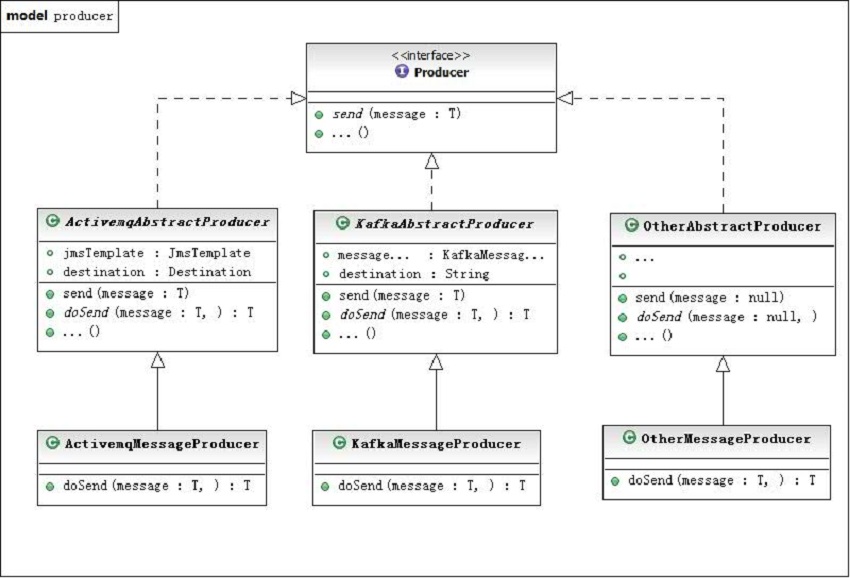 model producer
<<interface>>
Producer
send(message : T)
...()
ActivemqAbstractProducer
jmsTemplate : JmsTemplate
destination : Destination
send(message : T)
doSend(message : T, ) : T
...()
KafkaAbstractProducer
message... : KafkaMessag...
destination : String
send(message : T)
doSend(message : T, ) : T
...()
OtherAbstractProducer
...
send(message : null)
doSend(message : null, )
...()
ActivemqMessageProducer
doSend(message : T, ) : T
KafkaMessageProducer
doSend(message : T, ) : T
OtherMessageProducer
doSend(message : T, ) : T